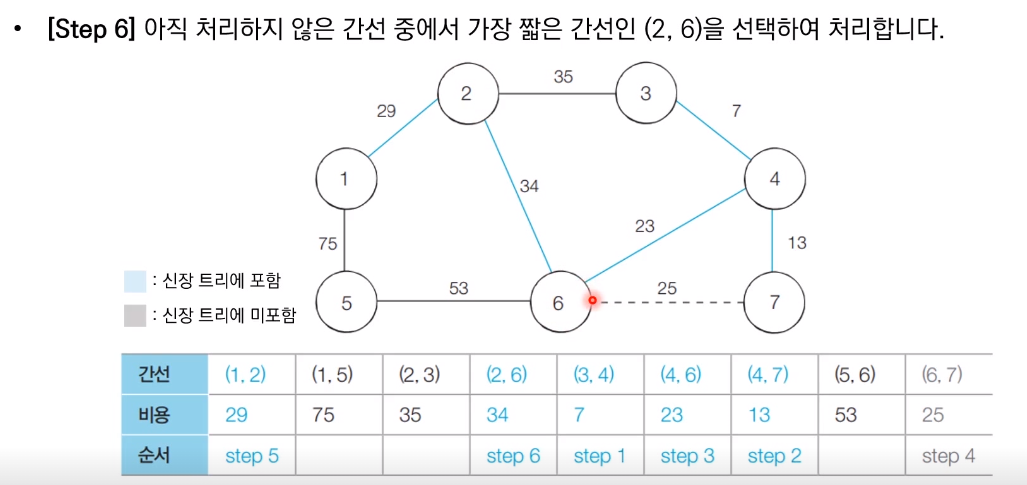 • [Step 6] 아직 처리하지 않은 간선 중에서 가장 짧은 간선인 (2, 6)을 선택하여 처리합니다.
35
2
3
29
7
1
34
4
23
75
13
: 신장 트리에 포함
53
25
5
6
7
: 신장 트리에 미포함
간선 (1, 2) (1, 5) (2, 3) (2, 6) (3, 4) (4, 6) (4, 7) (5, 6) (6, 7)
비용 29 75 35 34 7 23 13 53 25
순서 step 5 step 6 step 1 step 3 step 2 step 4